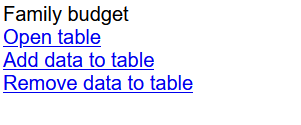 Family budget
Open table
Add data to table
Remove data to table